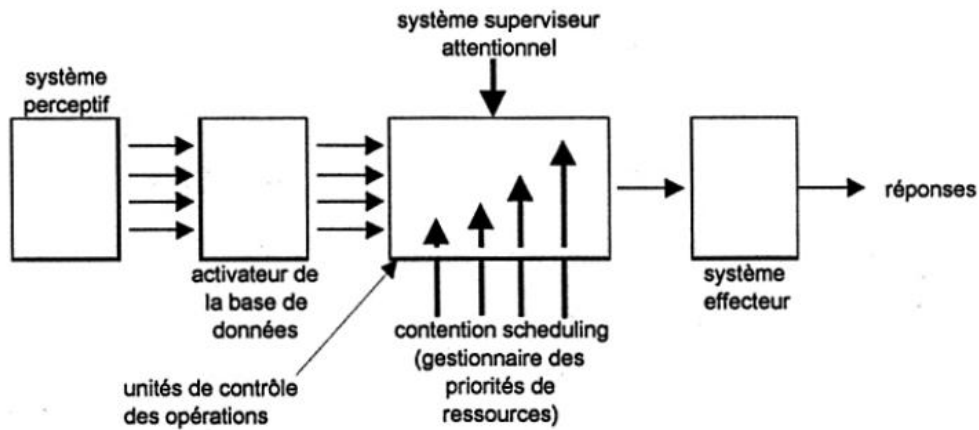 système superviseur
attentionnel
système
perceptif
réponses
activateur de
la base de
données
système
effecteur
contention scheduling
(gestionnaire des
priorités de
ressources)
unités de contrôle
des opérations